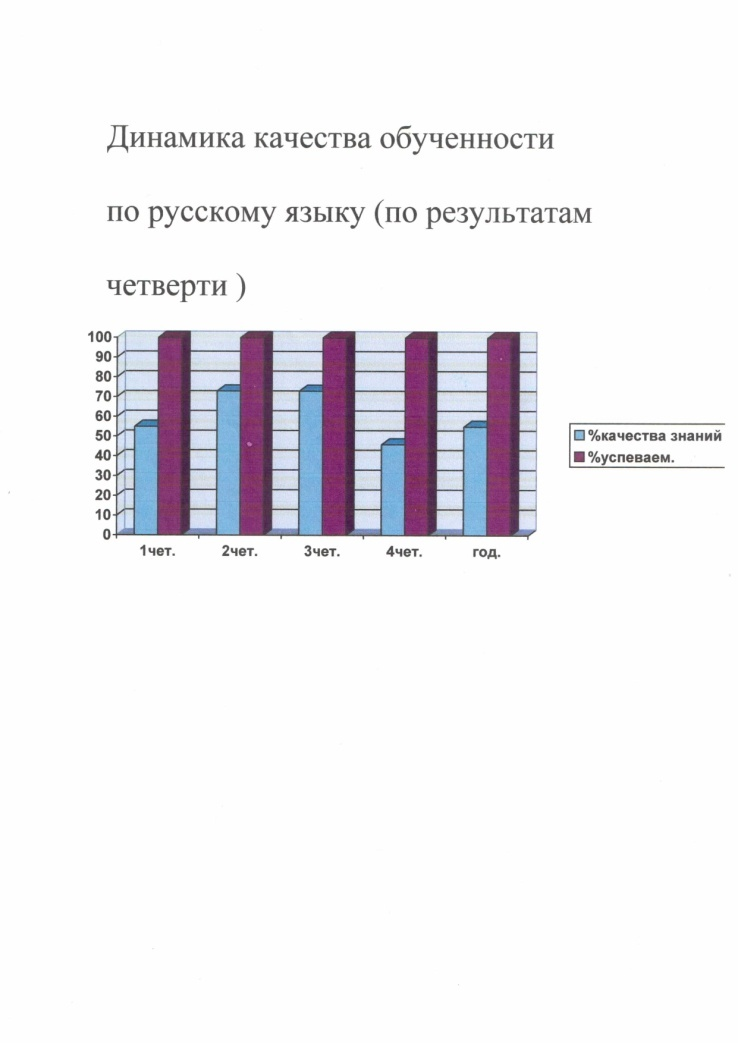 Динамика качества обученности
по русскому языку (по результатам
четверти )
100
90
80
70
60
50
40
30
20
10
0
1чет. 2чет. 3чет. 4чет. год.
%качества знаний
%успеваем.